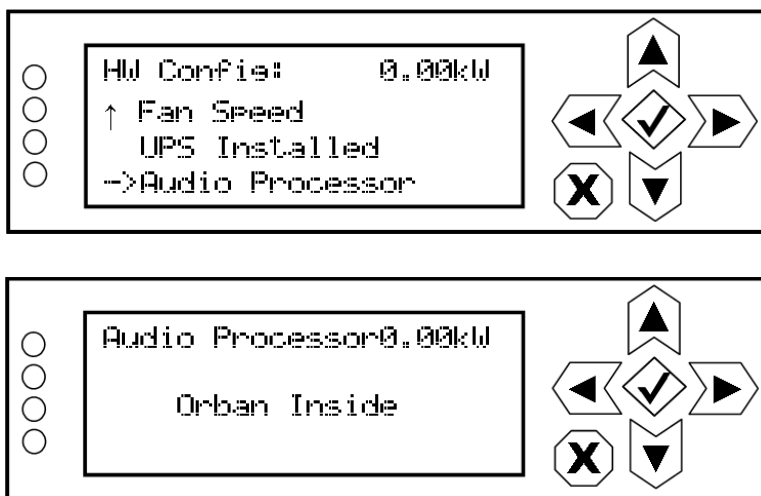 HW Config: 0.00kW
↑ Fan Speed
UPS Installed
->Audio Processor
X
Audio Processor0.00kW
Orban Inside
X